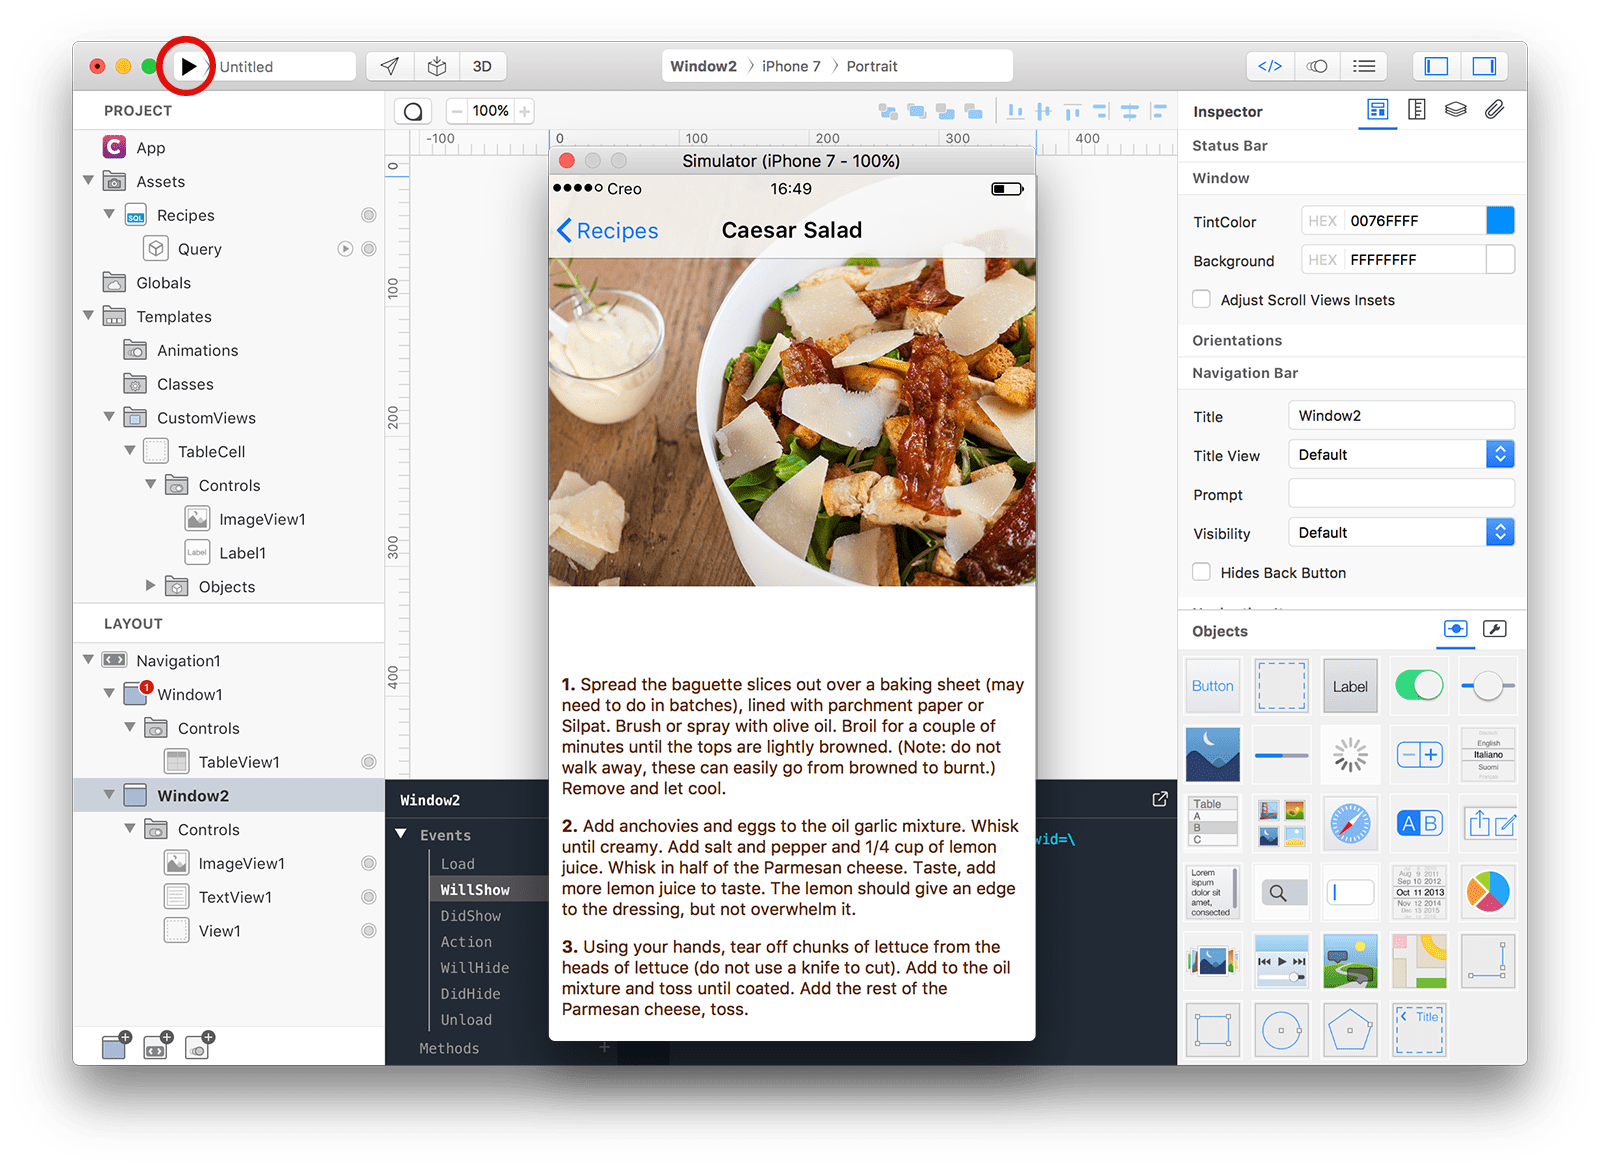 Untitled
3D
Window2 > iPhone 7 > Portrait
</>
PROJECT
App
Assets
Recipes
SQL
Query
Globals
Templates
Animations
Classes
CustomViews
TableCell
Controls
ImageView1
Label
Label1
Objects
LAYOUT
Navigation1
1
Window1
Controls
TableView1
Window2
Controls
ImageView1
TextView1
View1
100%
-100
0
100
200
300
400
0
100
200
300
400
Simulator (iPhone 7 - 100%)
Creo
16:49
Recipes
Caesar Salad
1. Spread the baguette slices out over a baking sheet (may
need to do in batches), lined with parchment paper or
Silpat. Brush or spray with olive oil. Broil for a couple of
minutes until the tops are lightly browned. (Note: do not
walk away, these can easily go from browned to burnt.)
Remove and let cool.
2. Add anchovies and eggs to the oil garlic mixture. Whisk
until creamy. Add salt and pepper and 1/4 cup of lemon
juice. Whisk in half of the Parmesan cheese. Taste, add
more lemon juice to taste. The lemon should give an edge
to the dressing, but not overwhelm it.
3. Using your hands, tear off chunks of lettuce from the
heads of lettuce (do not use a knife to cut). Add to the oil
mixture and toss until coated. Add the rest of the
Parmesan cheese, toss.
Window2
Events
Load
WillShow
DidShow
Action
WillHide
DidHide
Unload
Methods
wid=\
Inspector
Status Bar
Window
TintColor
HEX 0076FFFF
Background
HEX FFFFFFFF
Adjust Scroll Views Insets
Orientations
Navigation Bar
Title
Window2
Title View
Default
Prompt
Visibility
Default
Hides Back Button
Objects
Button
Label
English
Italiano
Suomi
Français
Table
A
B
C
A B
Lorem
ipsum
dolor sit
amet,
consected
Aug 9 2011
Sep 10 2012
Oct 11 2013
Nov 12 2014
Dec 13 2015
Title